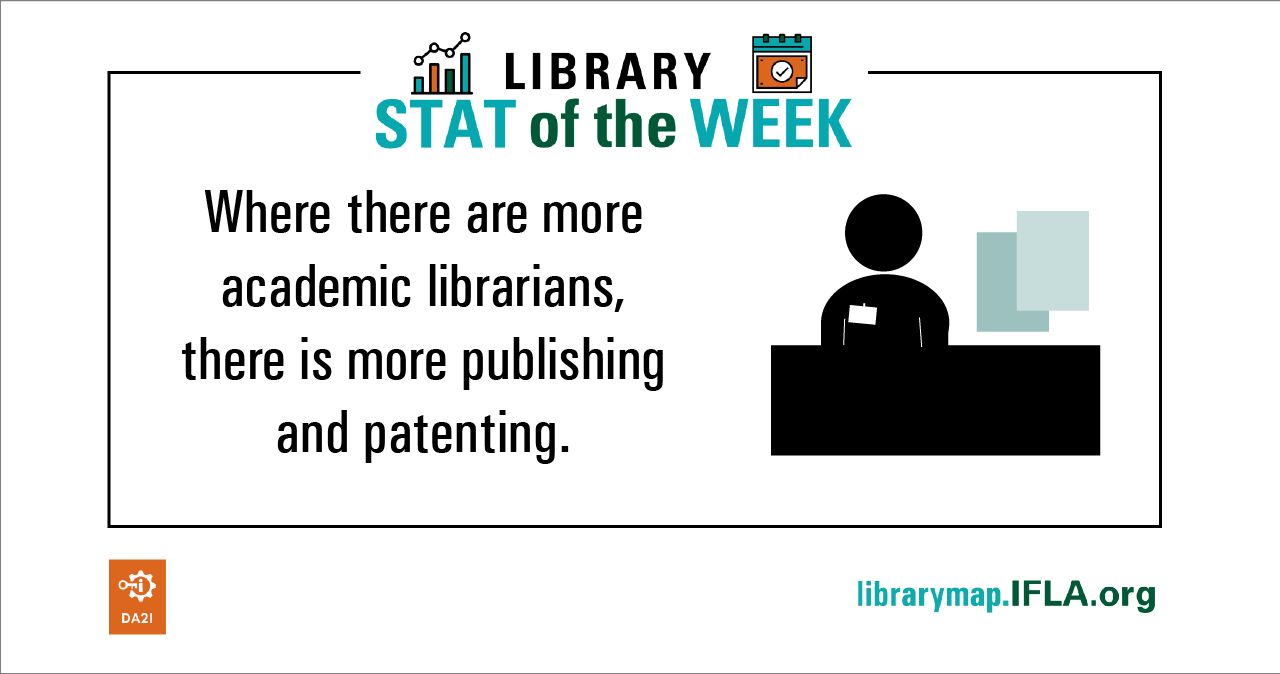 LIBRARY
STAT of the WEEK
Where there are more
academic librarians,
there is more publishing
and patenting.
i
DA2I
librarymap.IFLA.org